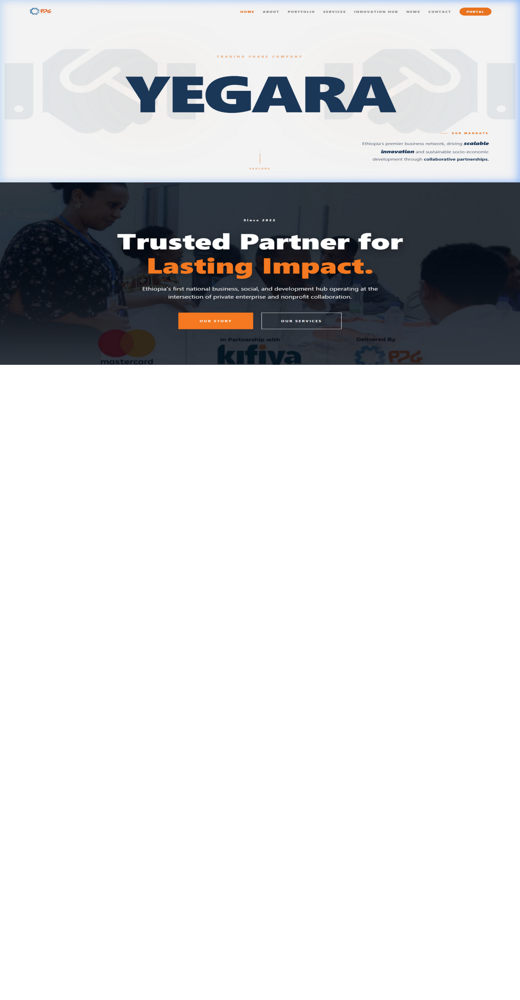 የጋራ
HOME ABOUT PORTFOLIO SERVICES INNOVATION HUB NEWS CONTACT PORTAL
TRADING SHARE COMPANY
YEGARA
OUR MANDATE
Ethiopia's premier business network, driving scalable
innovation and sustainable socio-economic
development through collaborative partnerships.
EXPLORE
Supplier
Since 2022
Trusted Partner for
Lasting Impact.
Ethiopia's first national business, social, and development hub operating at the
intersection of private enterprise and nonprofit collaboration.
OUR STORY OUR SERVICES
mastercard
In Partnership with
kifiya
Delivered By
የጋራ